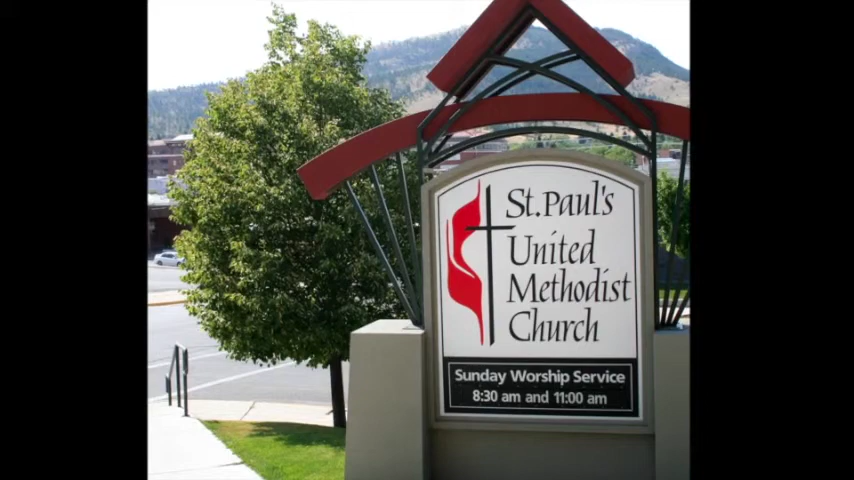 St. Paul's
United
Methodist
Church
Sunday Worship Service
8:30 am and 11:00 am